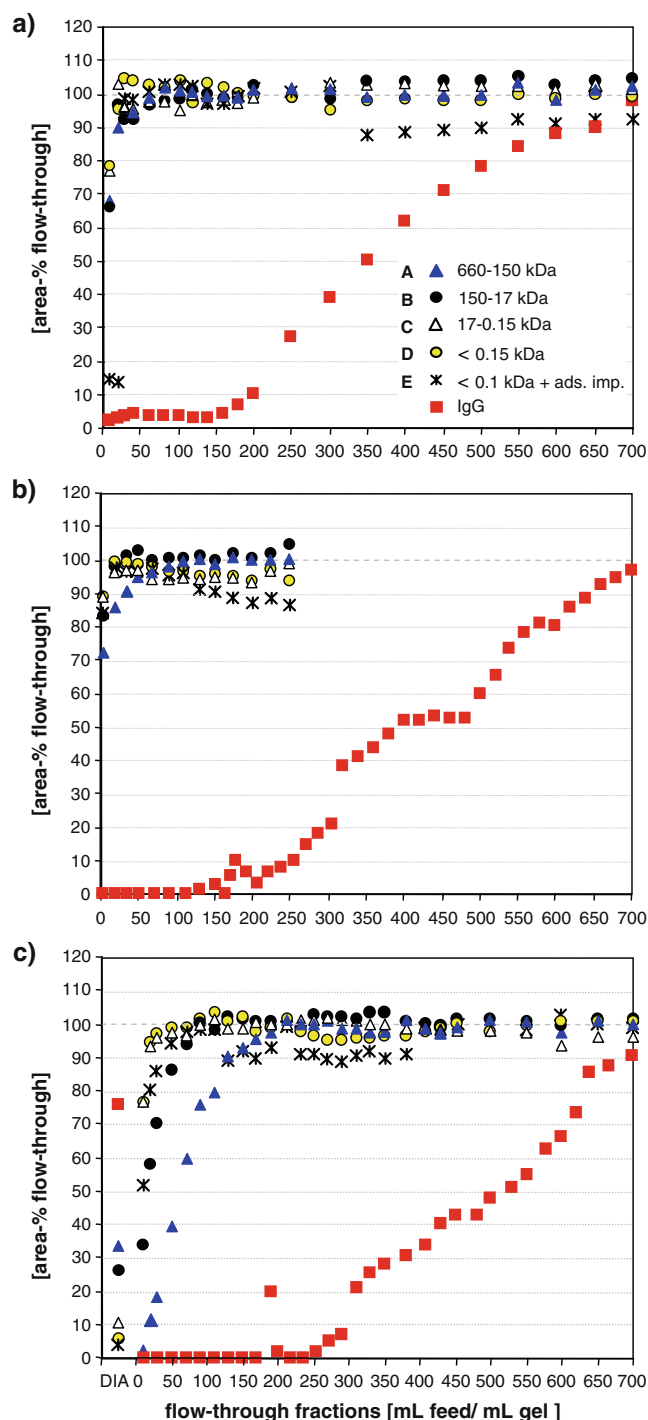 a)
120
110
100
90
80
70
60
50
40
30
20
10
0
[area-% flow-through]
A 660-150 kDa
B 150-17 kDa
C 17-0.15 kDa
D < 0.15 kDa
E < 0.1 kDa + ads. imp.
IgG
0 50 100 150 200 250 300 350 400 450 500 550 600 650 700
b)
120
110
100
90
80
70
60
50
40
30
20
10
0
[area-% flow-through]
0 50 100 150 200 250 300 350 400 450 500 550 600 650 700
c)
120
110
100
90
80
70
60
50
40
30
20
10
0
[area-% flow-through]
DIA 0 50 100 150 200 250 300 350 400 450 500 550 600 650 700
flow-through fractions [mL feed/ mL gel]